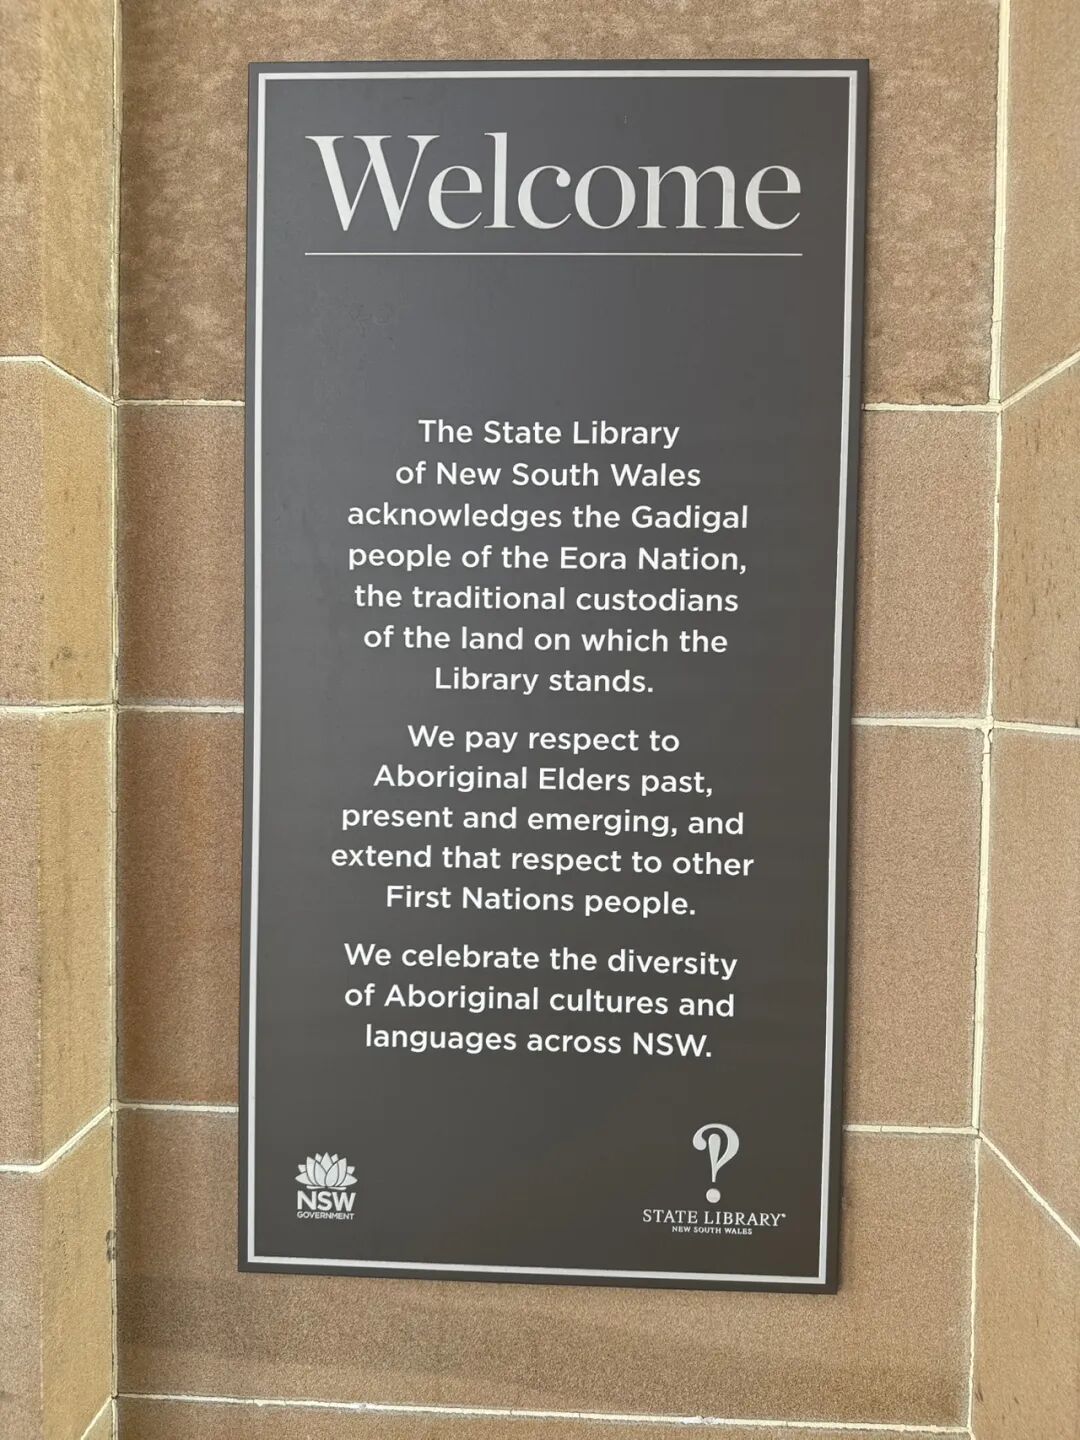 Welcome
The State Library
of New South Wales
acknowledges the Gadigal
people of the Eora Nation,
the traditional custodians
of the land on which the
Library stands.
We pay respect to
Aboriginal Elders past,
present and emerging, and
extend that respect to other
First Nations people.
We celebrate the diversity
of Aboriginal cultures and
languages across NSW.
NSW
GOVERNMENT
STATE LIBRARY®
NEW SOUTH WALES